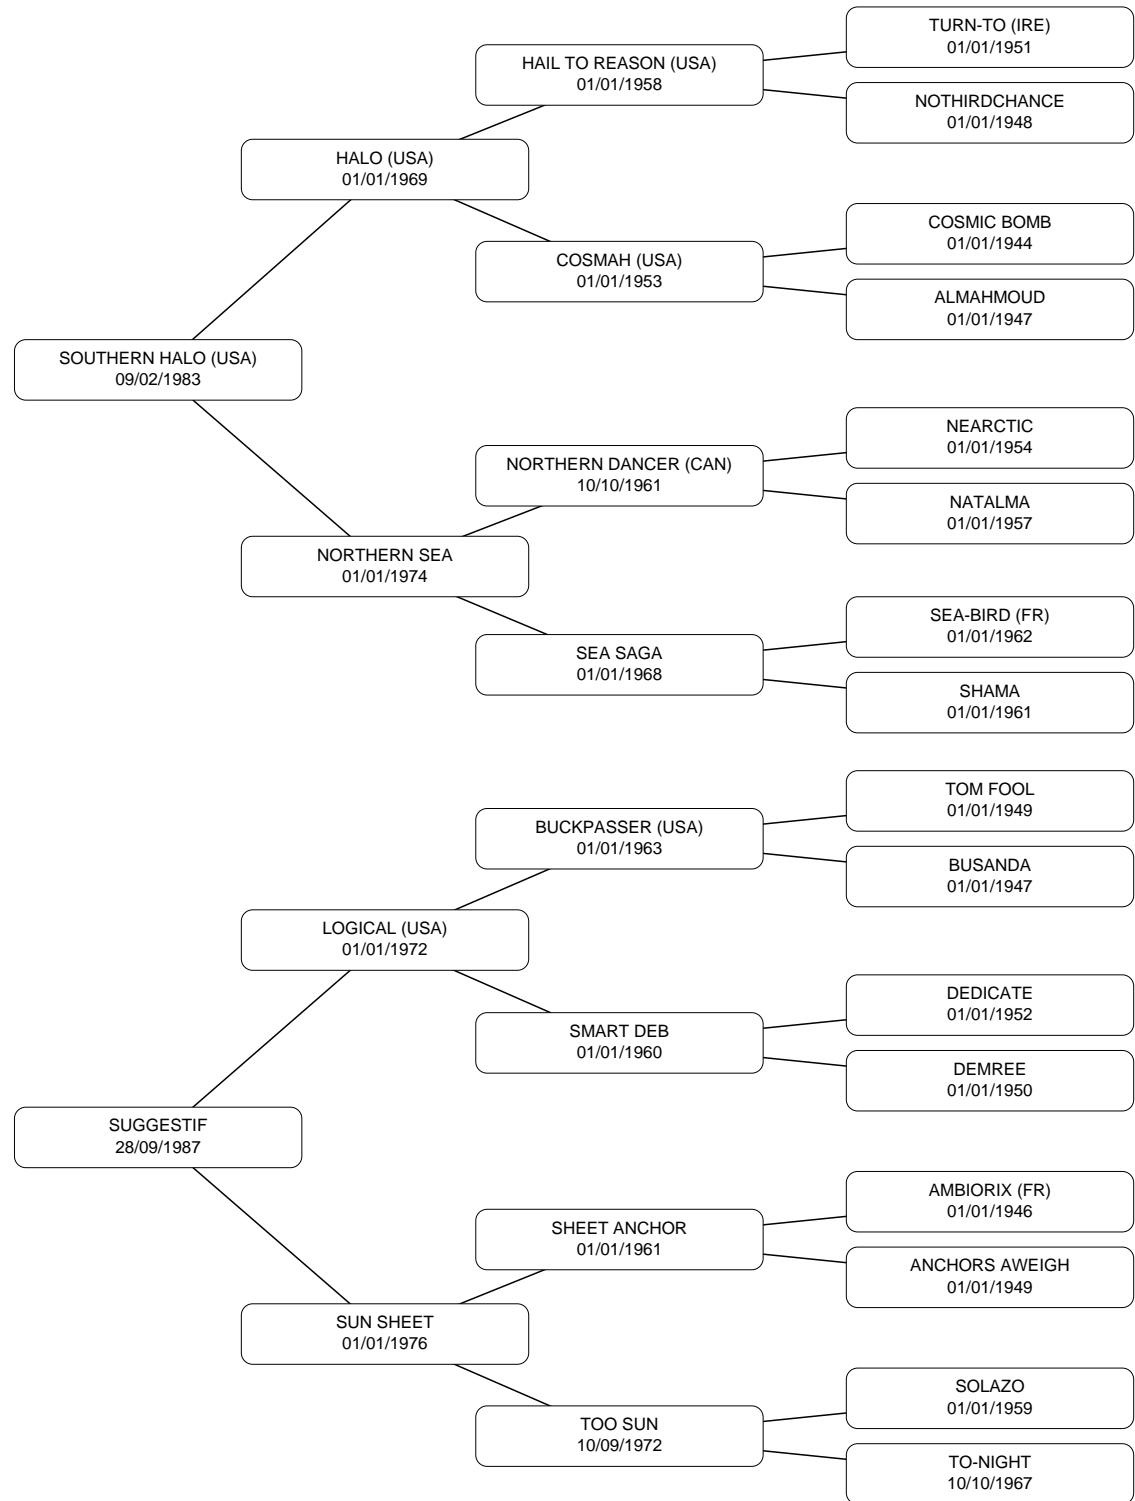 TURN-TO (IRE)
01/01/1951
HAIL TO REASON (USA)
01/01/1958
NOTHIRDCHANCE
01/01/1948
HALO (USA)
01/01/1969
COSMIC BOMB
01/01/1944
COSMAH (USA)
01/01/1953
ALMAHMOUD
01/01/1947
SOUTHERN HALO (USA)
09/02/1983
NEARCTIC
01/01/1954
NORTHERN DANCER (CAN)
10/10/1961
NATALMA
01/01/1957
NORTHERN SEA
01/01/1974
SEA-BIRD (FR)
01/01/1962
SEA SAGA
01/01/1968
SHAMA
01/01/1961
TOM FOOL
01/01/1949
BUCKPASSER (USA)
01/01/1963
BUSANDA
01/01/1947
LOGICAL (USA)
01/01/1972
DEDICATE
01/01/1952
SMART DEB
01/01/1960
DEMREE
01/01/1950
SUGGESTIF
28/09/1987
AMBIORIX (FR)
01/01/1946
SHEET ANCHOR
01/01/1961
ANCHORS AWEIGH
01/01/1949
SUN SHEET
01/01/1976
SOLAZO
01/01/1959
TOO SUN
10/09/1972
TO-NIGHT
10/10/1967